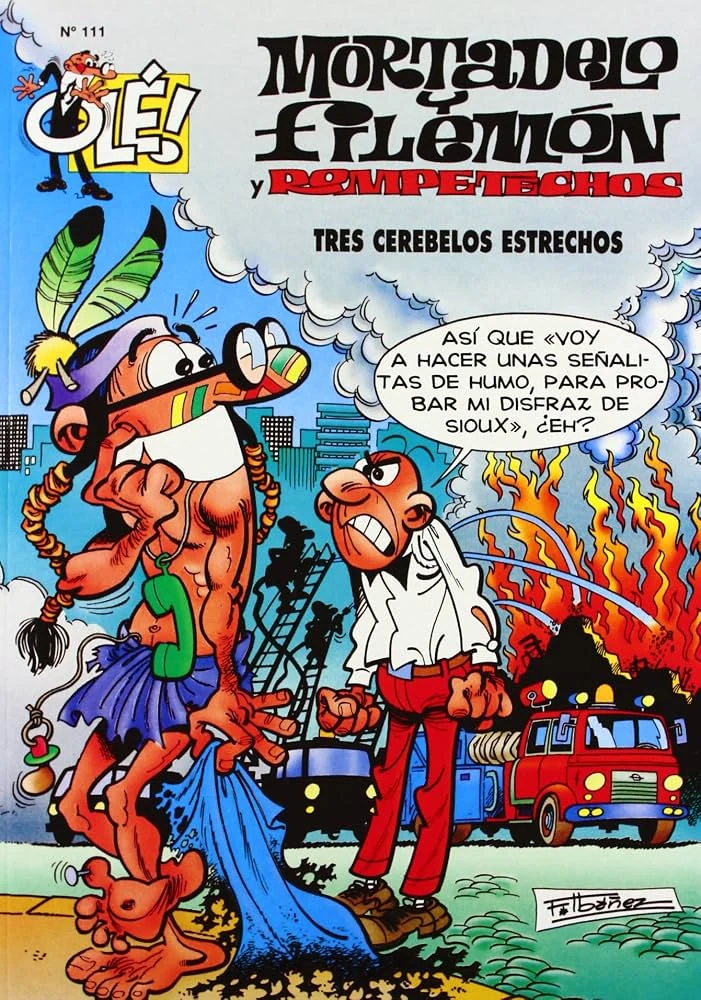 Nº 111
OLÉ!
MORTADELO
Y
FILEMÓN
y ROMPETECHOS
TRES CEREBELOS ESTRECHOS
ASÍ QUE «VOY
A HACER UNAS SEÑALI-
TAS DE HUMO, PARA PRO-
BAR MI DISFRAZ DE
SIOUX», ¿EH?
F. Ibáñez